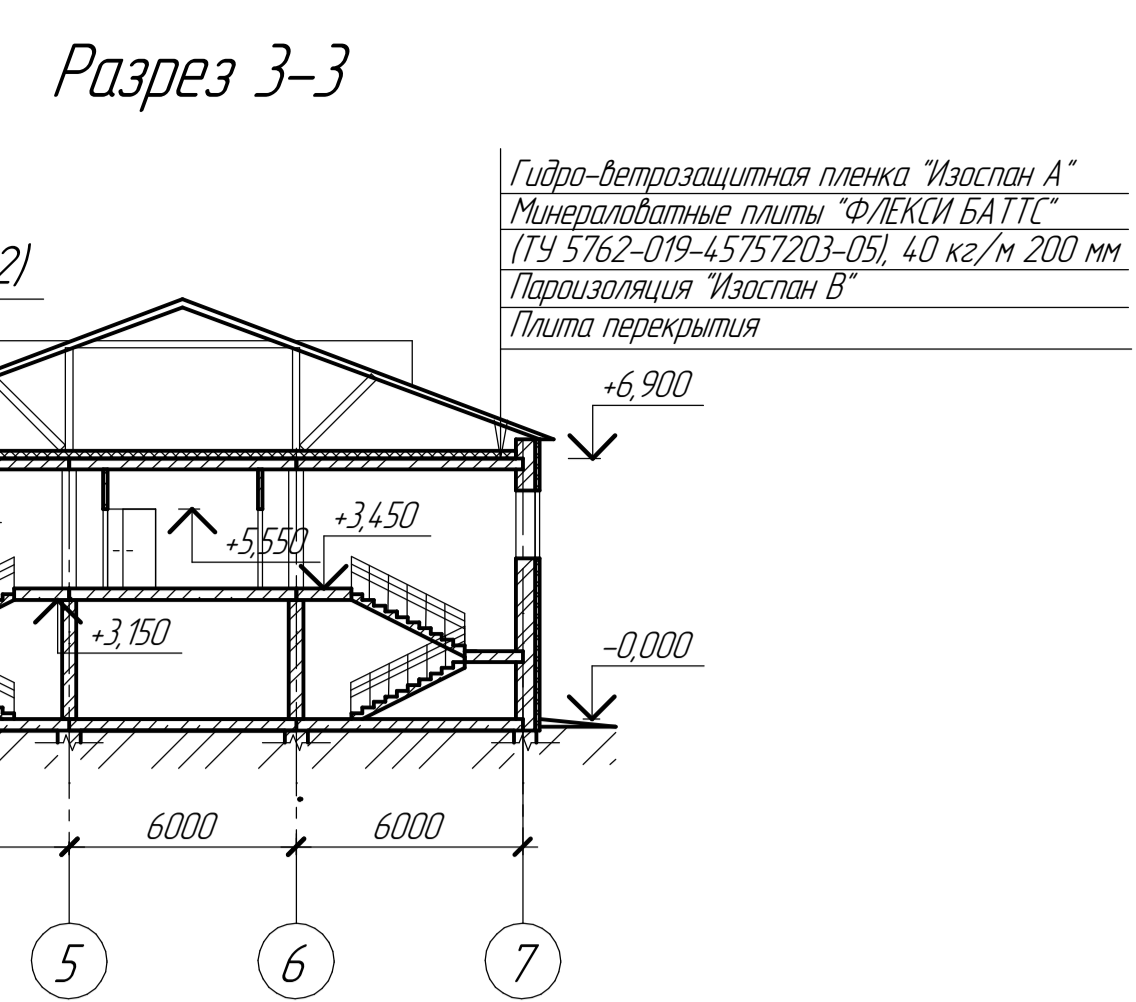 Разрез 3-3
Гидро-ветрозащитная пленка "Изоспан А"
Минераловатные плиты "ФЛЕКСИ БАТТС"
(ТУ 5762-019-45757203-05), 40 кг/м 200 мм
Пароизоляция "Изоспан В"
Плита перекрытия
2)
+6,900
+3,450
+5,550
+3,150
-0,000
6000
6000
5
6
7